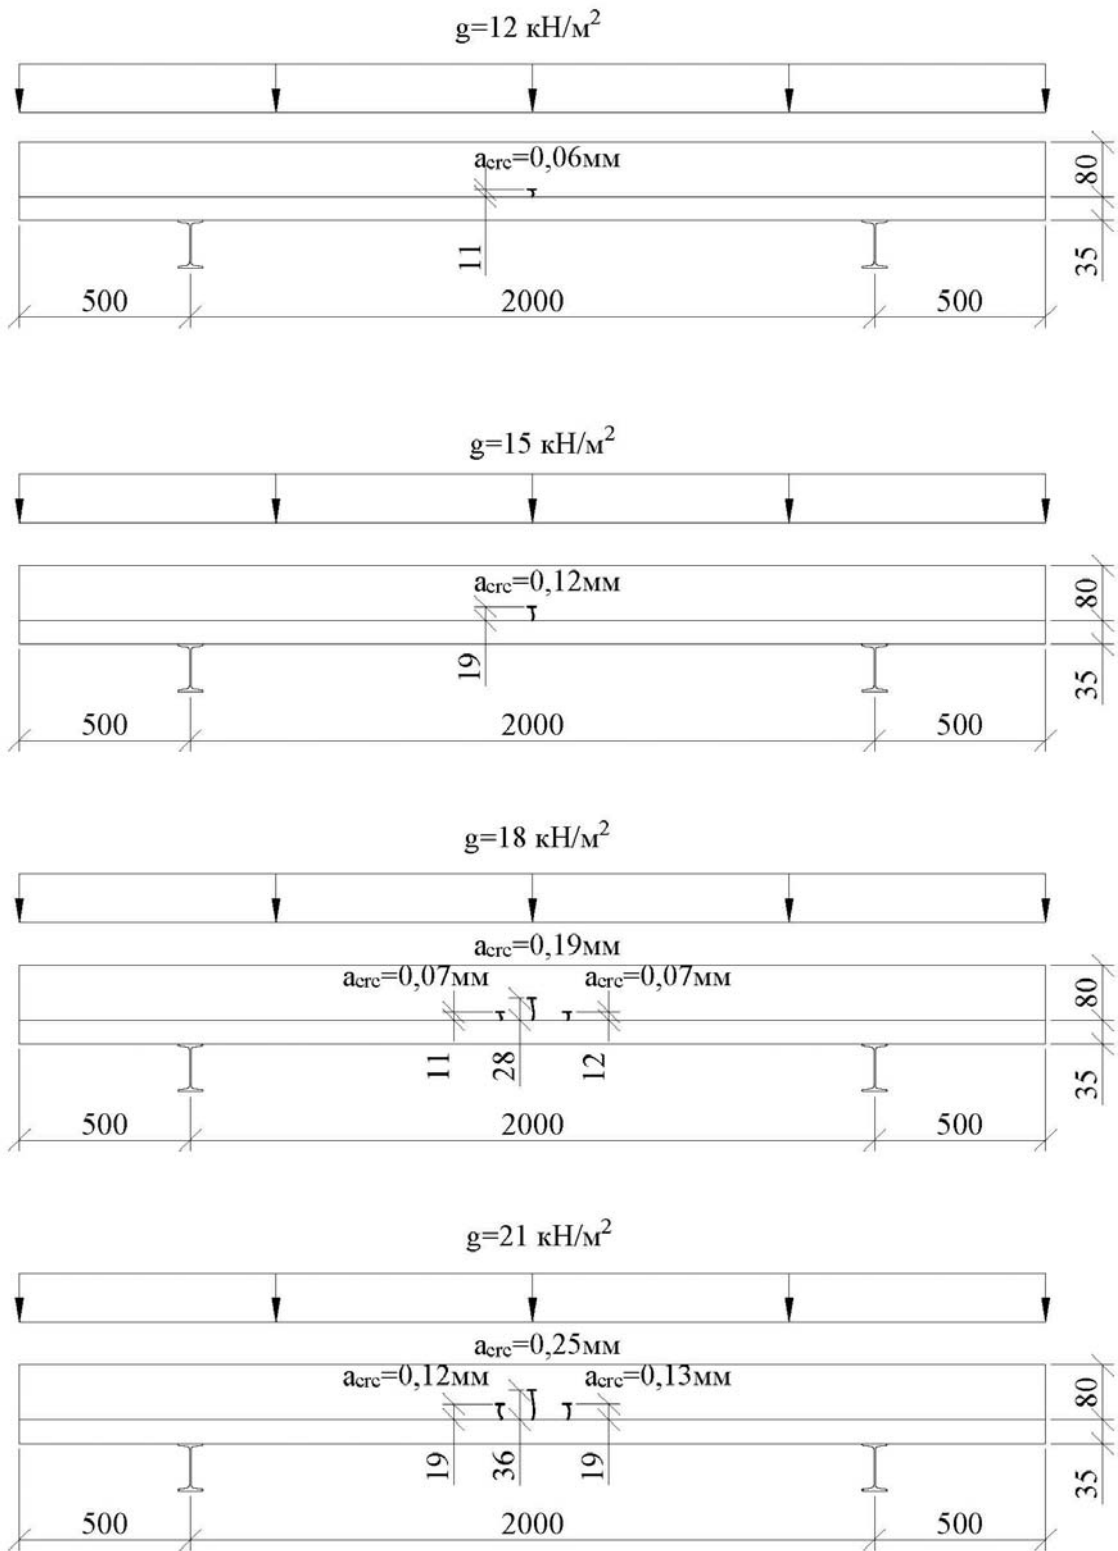 g=12 кН/м²
a_crc=0,06мм
80
11
35
500 2000 500
g=15 кН/м²
a_crc=0,12мм
80
19
35
500 2000 500
g=18 кН/м²
a_crc=0,19мм
a_crc=0,07мм a_crc=0,07мм
80
11 28 12
35
500 2000 500
g=21 кН/м²
a_crc=0,25мм
a_crc=0,12мм a_crc=0,13мм
80
19 36 19
35
500 2000 500